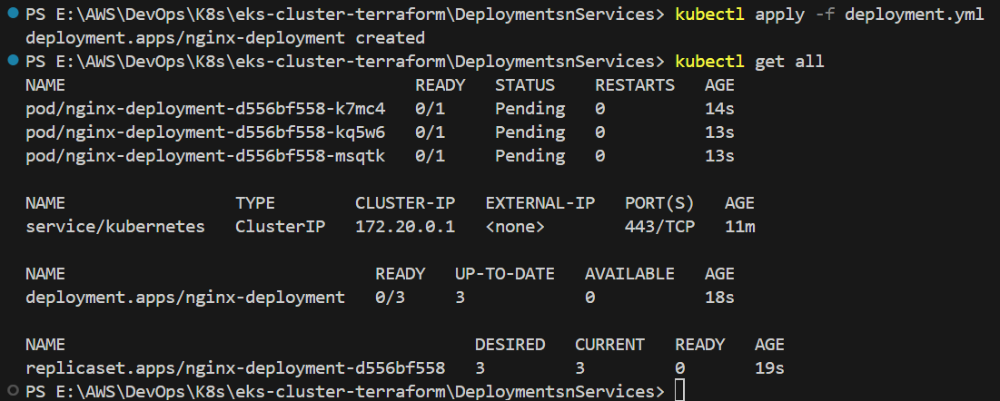 PS E:\AWS\DevOps\K8s\eks-cluster-terraform\DeploymentsnServices> kubectl apply -f deployment.yml
deployment.apps/nginx-deployment created
PS E:\AWS\DevOps\K8s\eks-cluster-terraform\DeploymentsnServices> kubectl get all
NAME READY STATUS RESTARTS AGE
pod/nginx-deployment-d556bf558-k7mc4 0/1 Pending 0 14s
pod/nginx-deployment-d556bf558-kq5w6 0/1 Pending 0 13s
pod/nginx-deployment-d556bf558-msqtk 0/1 Pending 0 13s
NAME TYPE CLUSTER-IP EXTERNAL-IP PORT(S) AGE
service/kubernetes ClusterIP 172.20.0.1 <none> 443/TCP 11m
NAME READY UP-TO-DATE AVAILABLE AGE
deployment.apps/nginx-deployment 0/3 3 0 18s
NAME DESIRED CURRENT READY AGE
replicaset.apps/nginx-deployment-d556bf558 3 3 0 19s
PS E:\AWS\DevOps\K8s\eks-cluster-terraform\DeploymentsnServices>